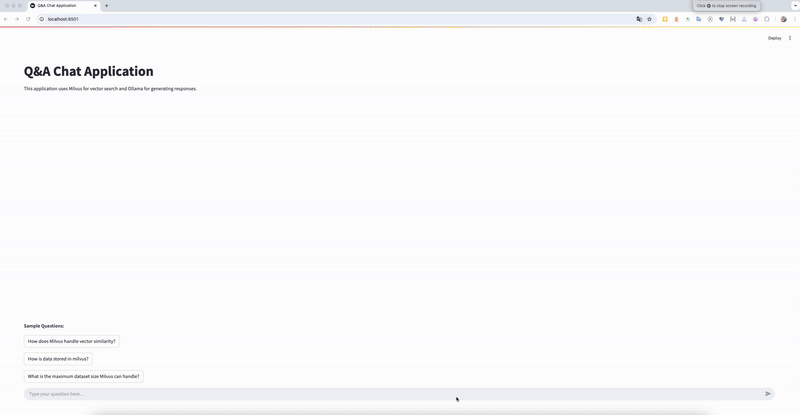 Q&A Chat Application
Click to stop screen recording
localhost:8501
Deploy
Q&A Chat Application
This application uses Milvus for vector search and Ollama for generating responses.
Sample Questions:
How does Milvus handle vector similarity?
How is data stored in milvus?
What is the maximum dataset size Milvus can handle?
Type your question here...